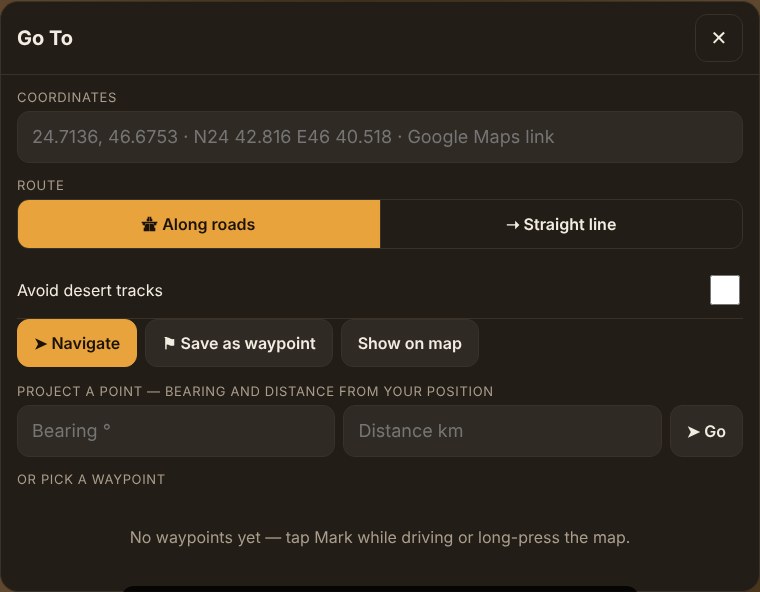 Go To
✕
COORDINATES
24.7136, 46.6753 · N24 42.816 E46 40.518 · Google Maps link
ROUTE
🛣 Along roads
➝ Straight line
Avoid desert tracks
➤ Navigate
⚑ Save as waypoint
Show on map
PROJECT A POINT — BEARING AND DISTANCE FROM YOUR POSITION
Bearing °
Distance km
➤ Go
OR PICK A WAYPOINT
No waypoints yet — tap Mark while driving or long-press the map.